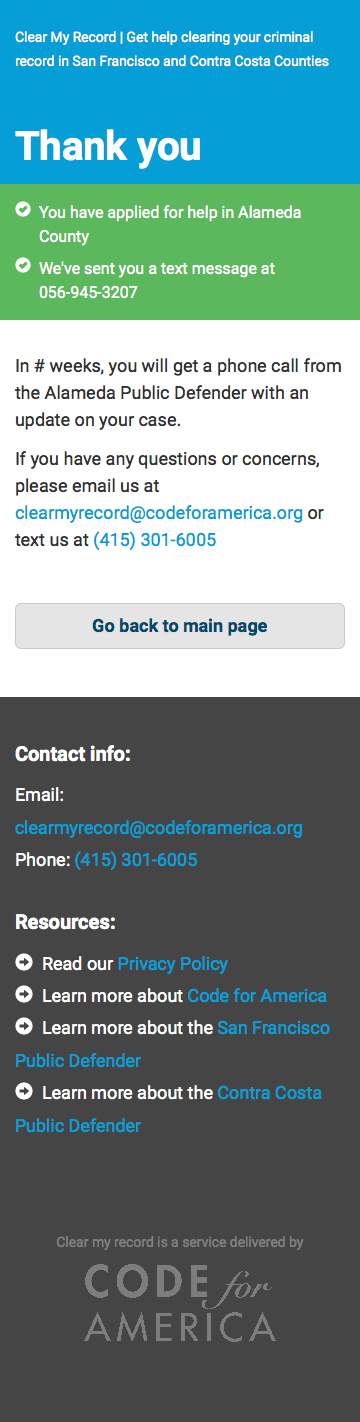 Clear My Record | Get help clearing your criminal
record in San Francisco and Contra Costa Counties
Thank you
You have applied for help in Alameda
County
We've sent you a text message at
056-945-3207
In # weeks, you will get a phone call from
the Alameda Public Defender with an
update on your case.
If you have any questions or concerns,
please email us at
clearmyrecord@codeforamerica.org or
text us at (415) 301-6005
Go back to main page
Contact info:
Email:
clearmyrecord@codeforamerica.org
Phone: (415) 301-6005
Resources:
Read our Privacy Policy
Learn more about Code for America
Learn more about the San Francisco
Public Defender
Learn more about the Contra Costa
Public Defender
Clear my record is a service delivered by
CODE for
AMERICA